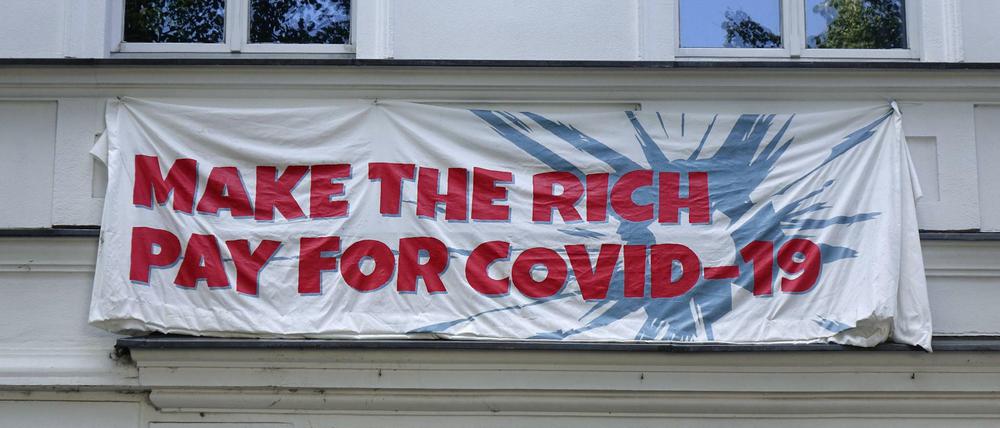 MAKE THE RICH
PAY FOR COVID-19